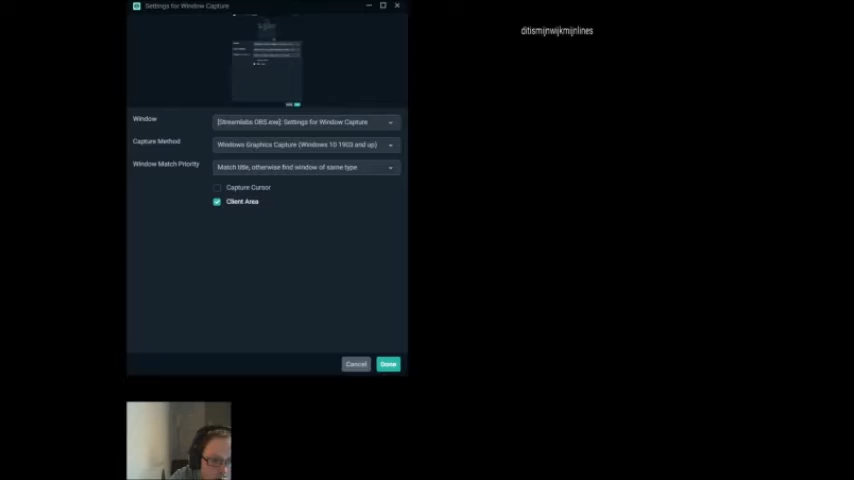 Settings for Window Capture
ditismijnwijkmijnlines
Window
[Streamlabs OBS.exe]: Settings for Window Capture
Capture Method
Windows Graphics Capture (Windows 10 1903 and up)
Window Match Priority
Match title, otherwise find window of same type
Capture Cursor
Client Area
Cancel
Done